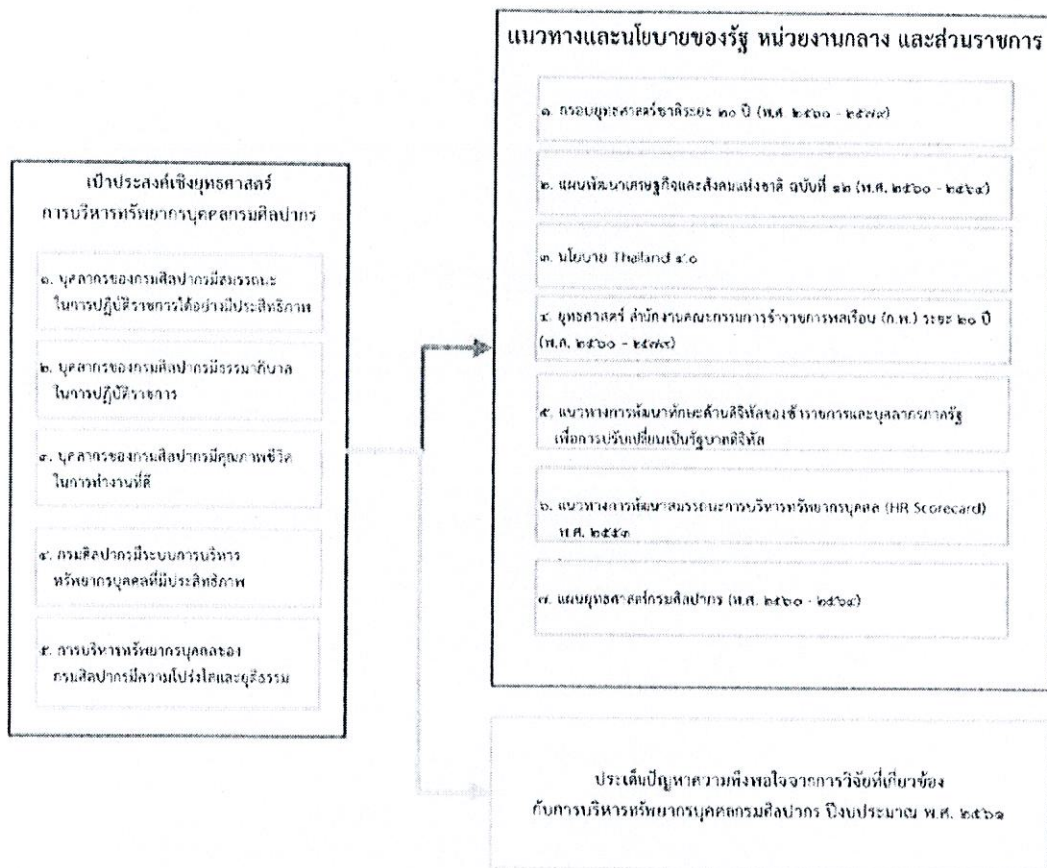 แนวทางและนโยบายของรัฐ หน่วยงานกลาง และส่วนราชการ
๑. กรอบยุทธศาสตร์ชาติระยะ ๒๐ ปี (พ.ศ. ๒๕๖๐ - ๒๕๗๙)
๒. แผนพัฒนาเศรษฐกิจและสังคมแห่งชาติ ฉบับที่ ๑๒ (พ.ศ. ๒๕๖๐ - ๒๕๖๔)
๓. นโยบาย Thailand ๔.๐
๔. ยุทธศาสตร์ สำนักงานคณะกรรมการข้าราชการพลเรือน (ก.พ.) ระยะ ๒๐ ปี
(พ.ศ. ๒๕๖๐ - ๒๕๗๙)
๕. แนวทางการพัฒนาทักษะด้านดิจิทัลของข้าราชการและบุคลากรภาครัฐ
เพื่อการปรับเปลี่ยนเป็นรัฐบาลดิจิทัล
๖. แนวทางการพัฒนาสมรรถนะการบริหารทรัพยากรบุคคล (HR Scorecard)
พ.ศ. ๒๕๕๓
๗. แผนยุทธศาสตร์กรมศิลปากร (พ.ศ. ๒๕๖๐ - ๒๕๖๔)
เป้าประสงค์เชิงยุทธศาสตร์
การบริหารทรัพยากรบุคคลกรมศิลปากร
๑. บุคลากรของกรมศิลปากรมีสมรรถนะ
ในการปฏิบัติราชการได้อย่างมีประสิทธิภาพ
๒. บุคลากรของกรมศิลปากรมีธรรมาภิบาล
ในการปฏิบัติราชการ
๓. บุคลากรของกรมศิลปากรมีคุณภาพชีวิต
ในการทำงานที่ดี
๔. กรมศิลปากรมีระบบการบริหาร
ทรัพยากรบุคคลที่มีประสิทธิภาพ
๕. การบริหารทรัพยากรบุคคลของ
กรมศิลปากรมีความโปร่งใสและยุติธรรม
ประเด็นปัญหาความพึงพอใจจากการวิจัยที่เกี่ยวข้อง
กับการบริหารทรัพยากรบุคคลกรมศิลปากร ปีงบประมาณ พ.ศ. ๒๕๖๑